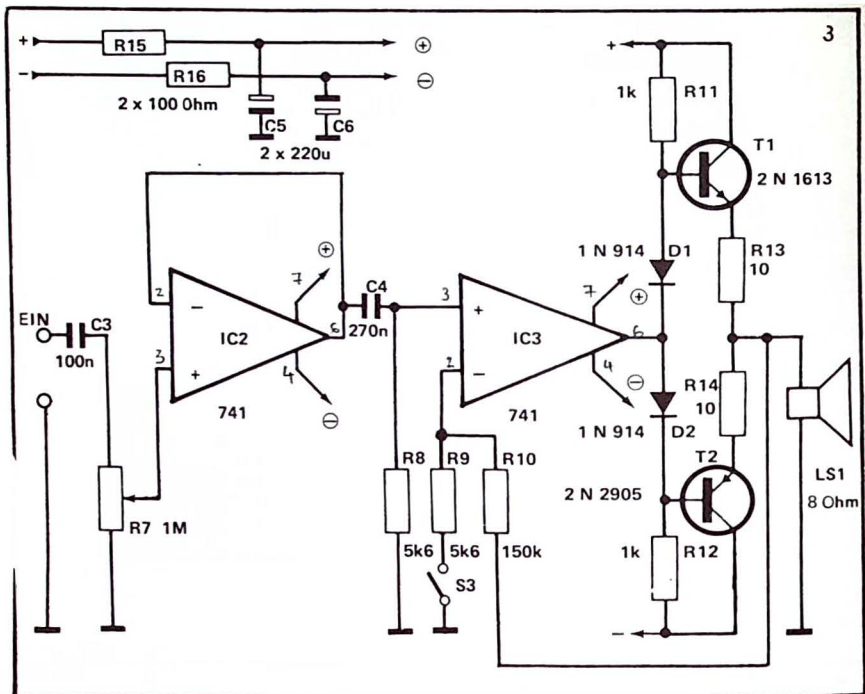 3
+
R15
⊕
−
R16
⊖
2 x 100 Ohm
C5
C6
2 x 220u
+
1k
R11
T1
2 N 1613
1 N 914
D1
R13
10
EIN
C3
100n
2
−
3
+
IC2
7
⊕
6
4
⊖
741
C4
270n
3
+
2
−
IC3
7
⊕
6
4
⊖
741
R14
10
1 N 914
D2
T2
2 N 2905
LS1
8 Ohm
R7 1M
R8
R9
R10
5k6
5k6
150k
S3
1k
R12
−